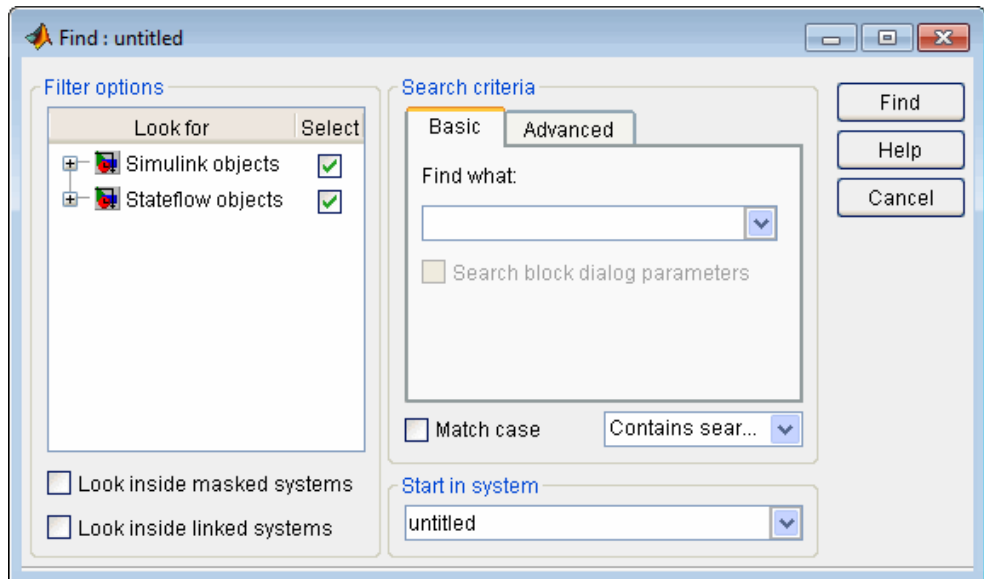 Find : untitled
Filter options
Look for Select
Simulink objects
Stateflow objects
Look inside masked systems
Look inside linked systems
Search criteria
Basic Advanced
Find what:
Search block dialog parameters
Match case Contains sear...
Start in system
untitled
Find
Help
Cancel